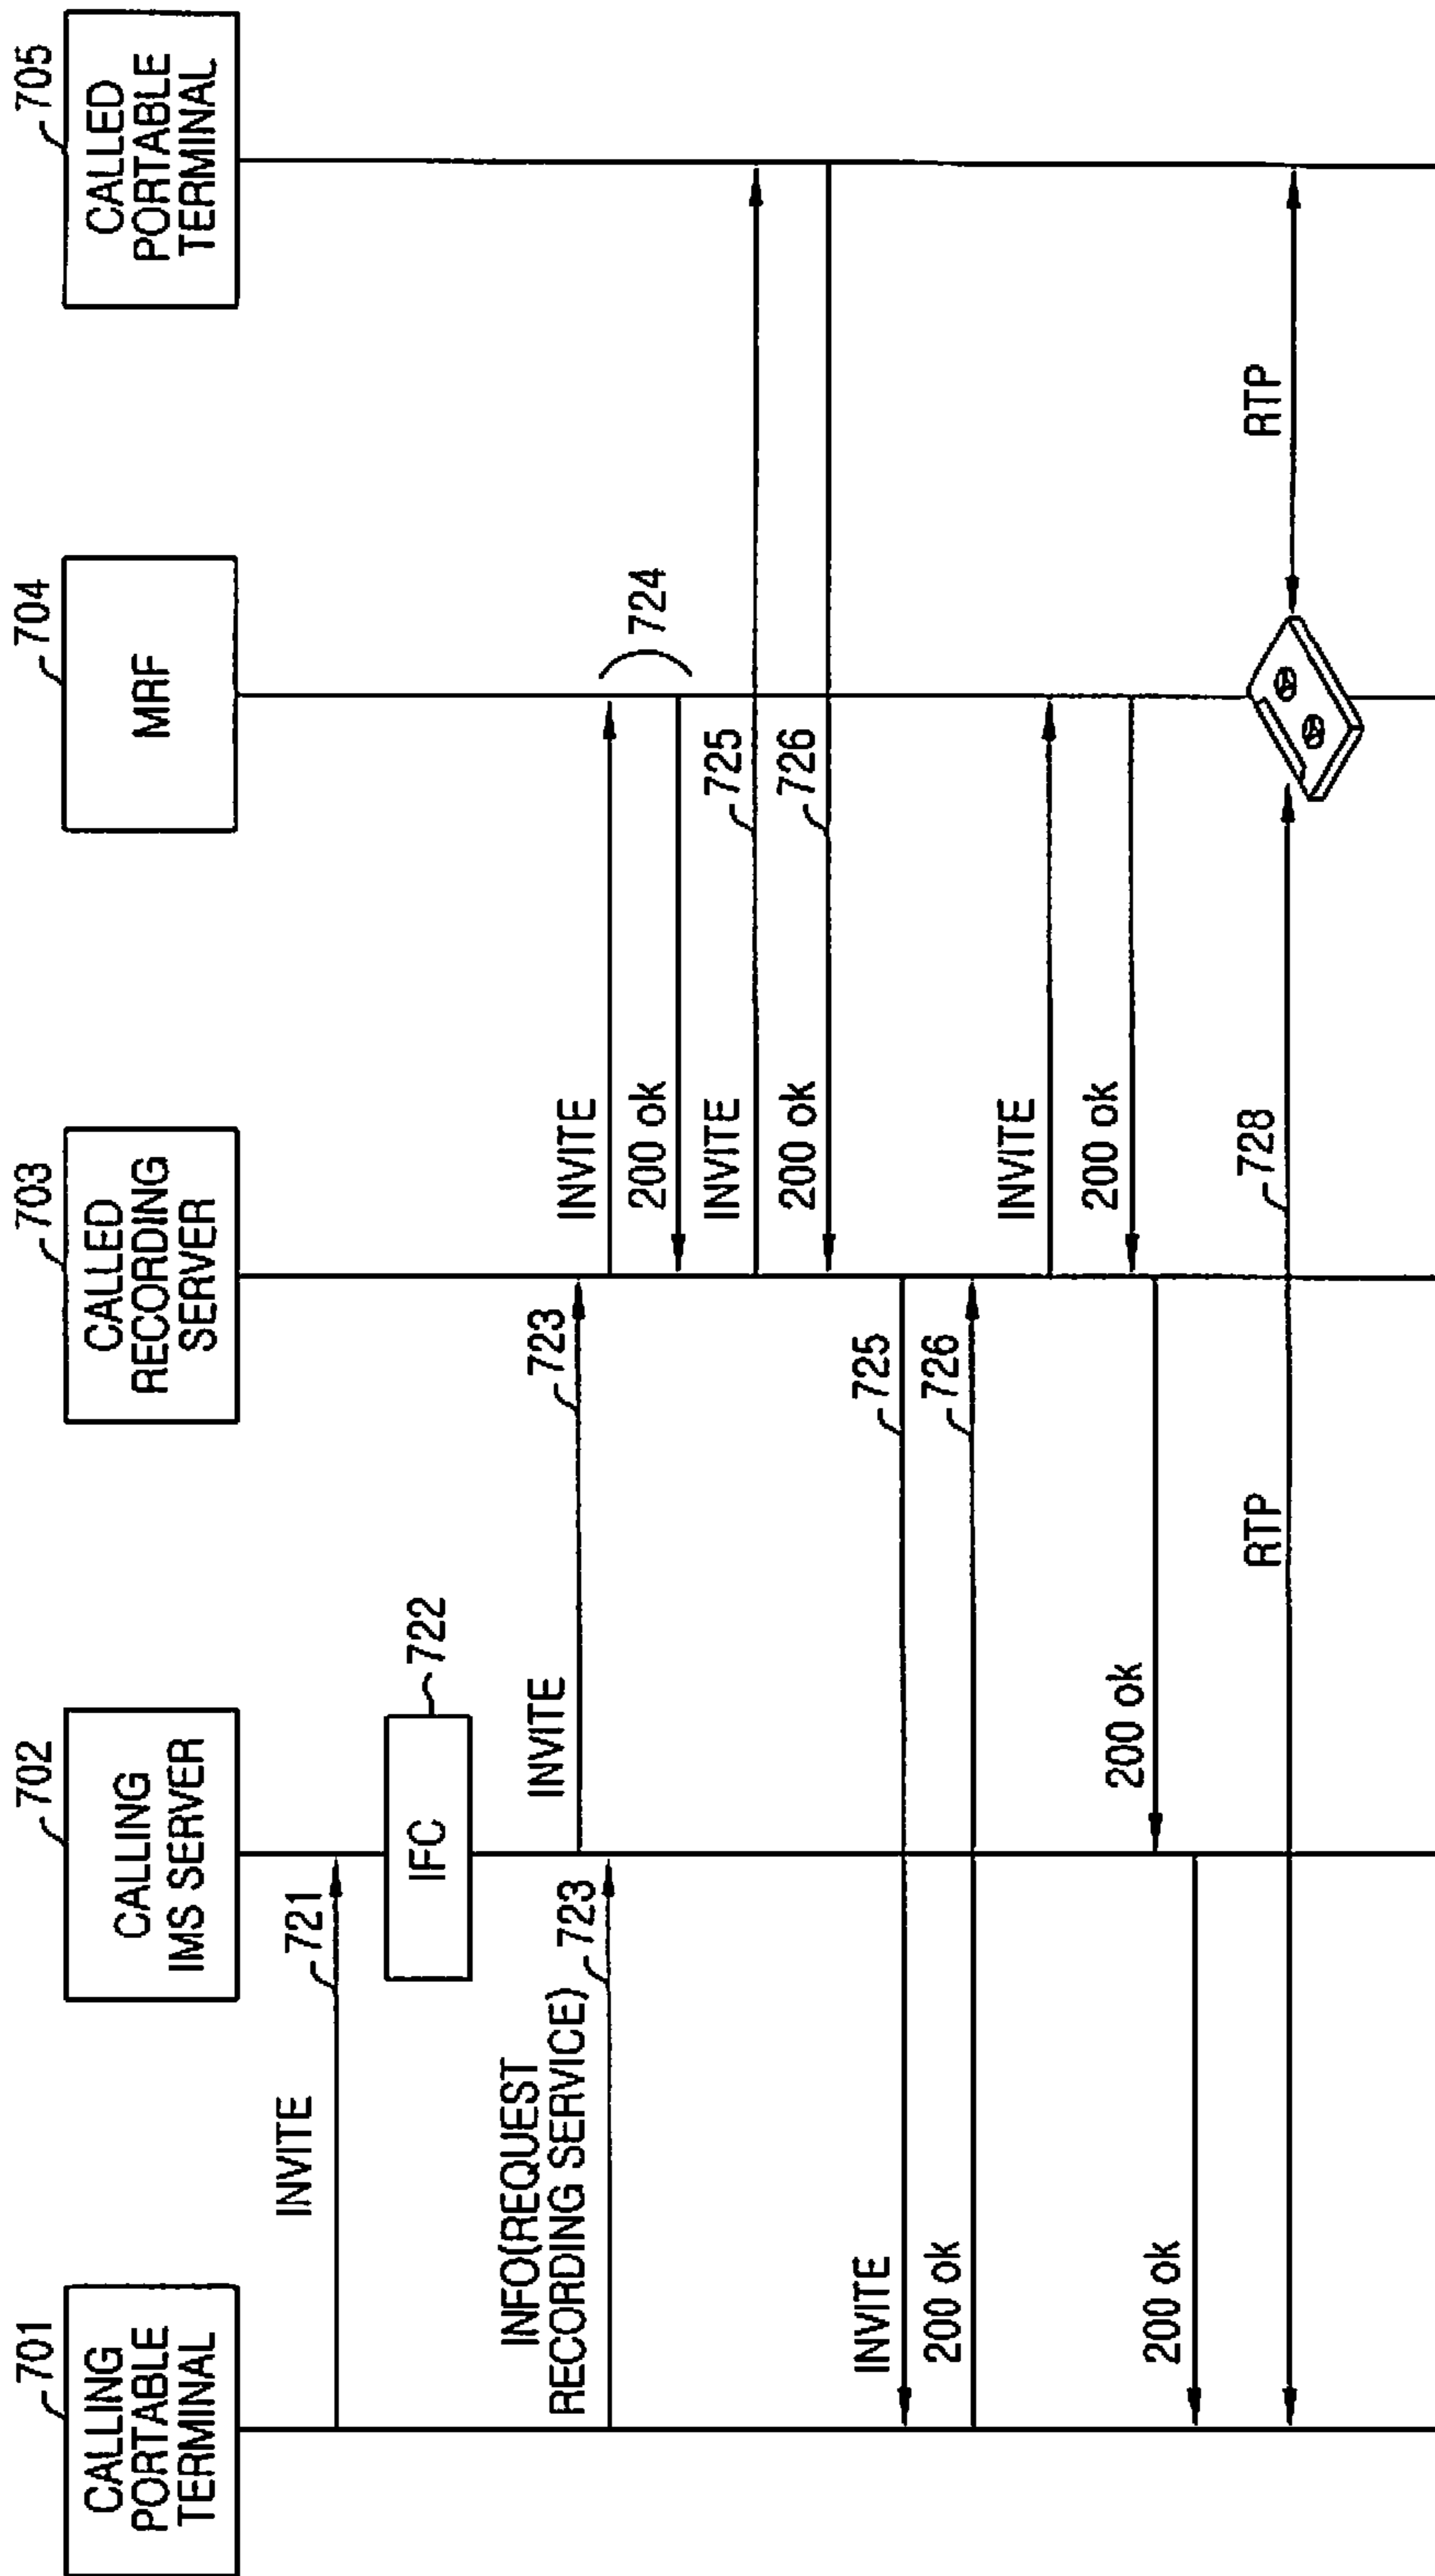 701
CALLING
PORTABLE
TERMINAL
702
CALLING
IMS SERVER
703
CALLED
RECORDING
SERVER
704
MRF
705
CALLED
PORTABLE
TERMINAL
INVITE
721
IFC
722
INVITE
723
INFO(REQUEST
RECORDING SERVICE)
723
INVITE
724
200 ok
INVITE
725
200 ok
726
INVITE
725
200 ok
726
INVITE
200 ok
200 ok
200 ok
RTP
728
RTP